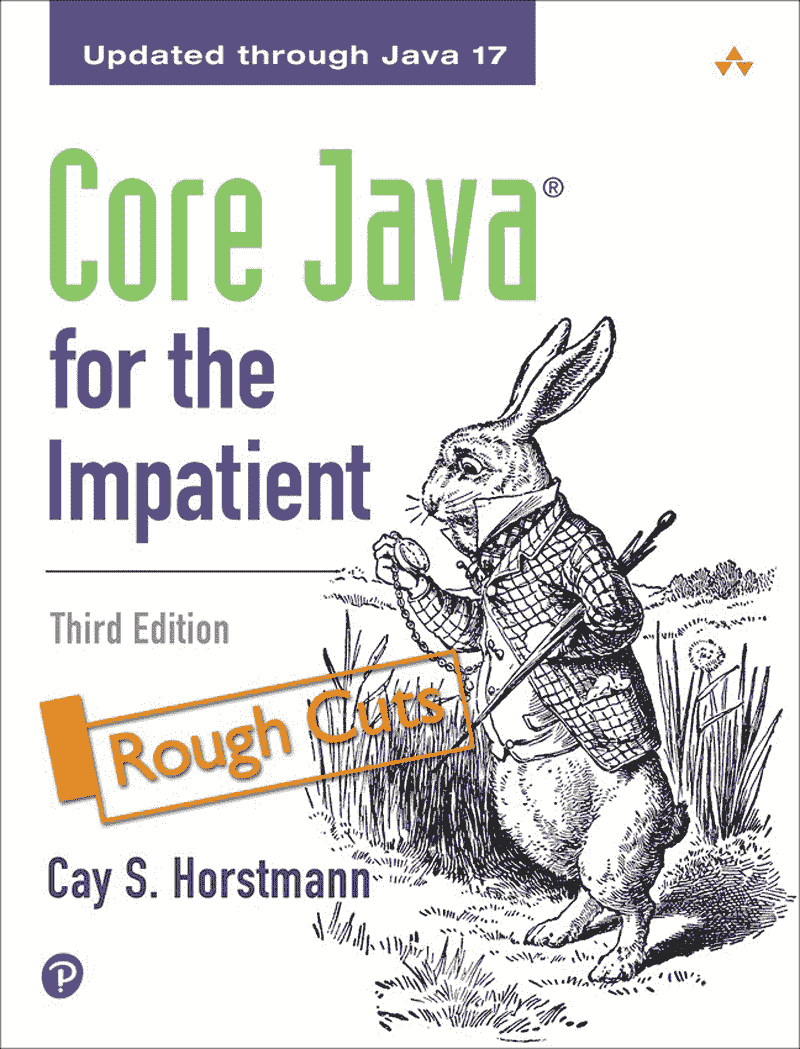 Updated through Java 17
Core Java®
for the
Impatient
Third Edition
Rough Cuts
Cay S. Horstmann
P